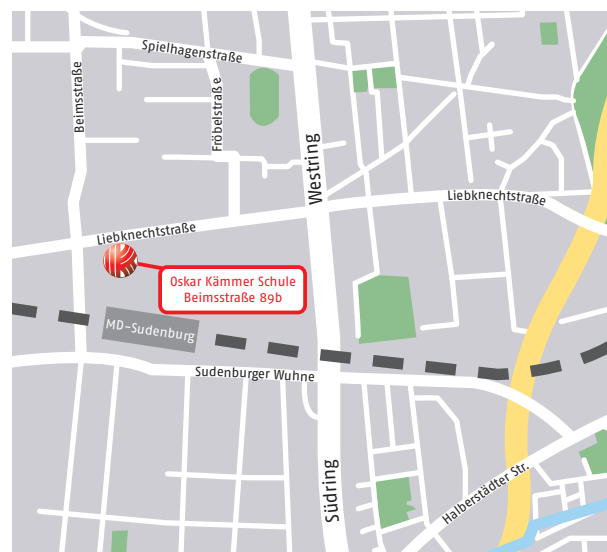 Spielhagenstraße
Beimsstraße
Fröbelstraße
Westring
Liebknechtstraße
Liebknechtstraße
Oskar Kämmer Schule
Beimsstraße 89b
MD-Sudenburg
Sudenburger Wuhne
Südring
Halberstädter Str.